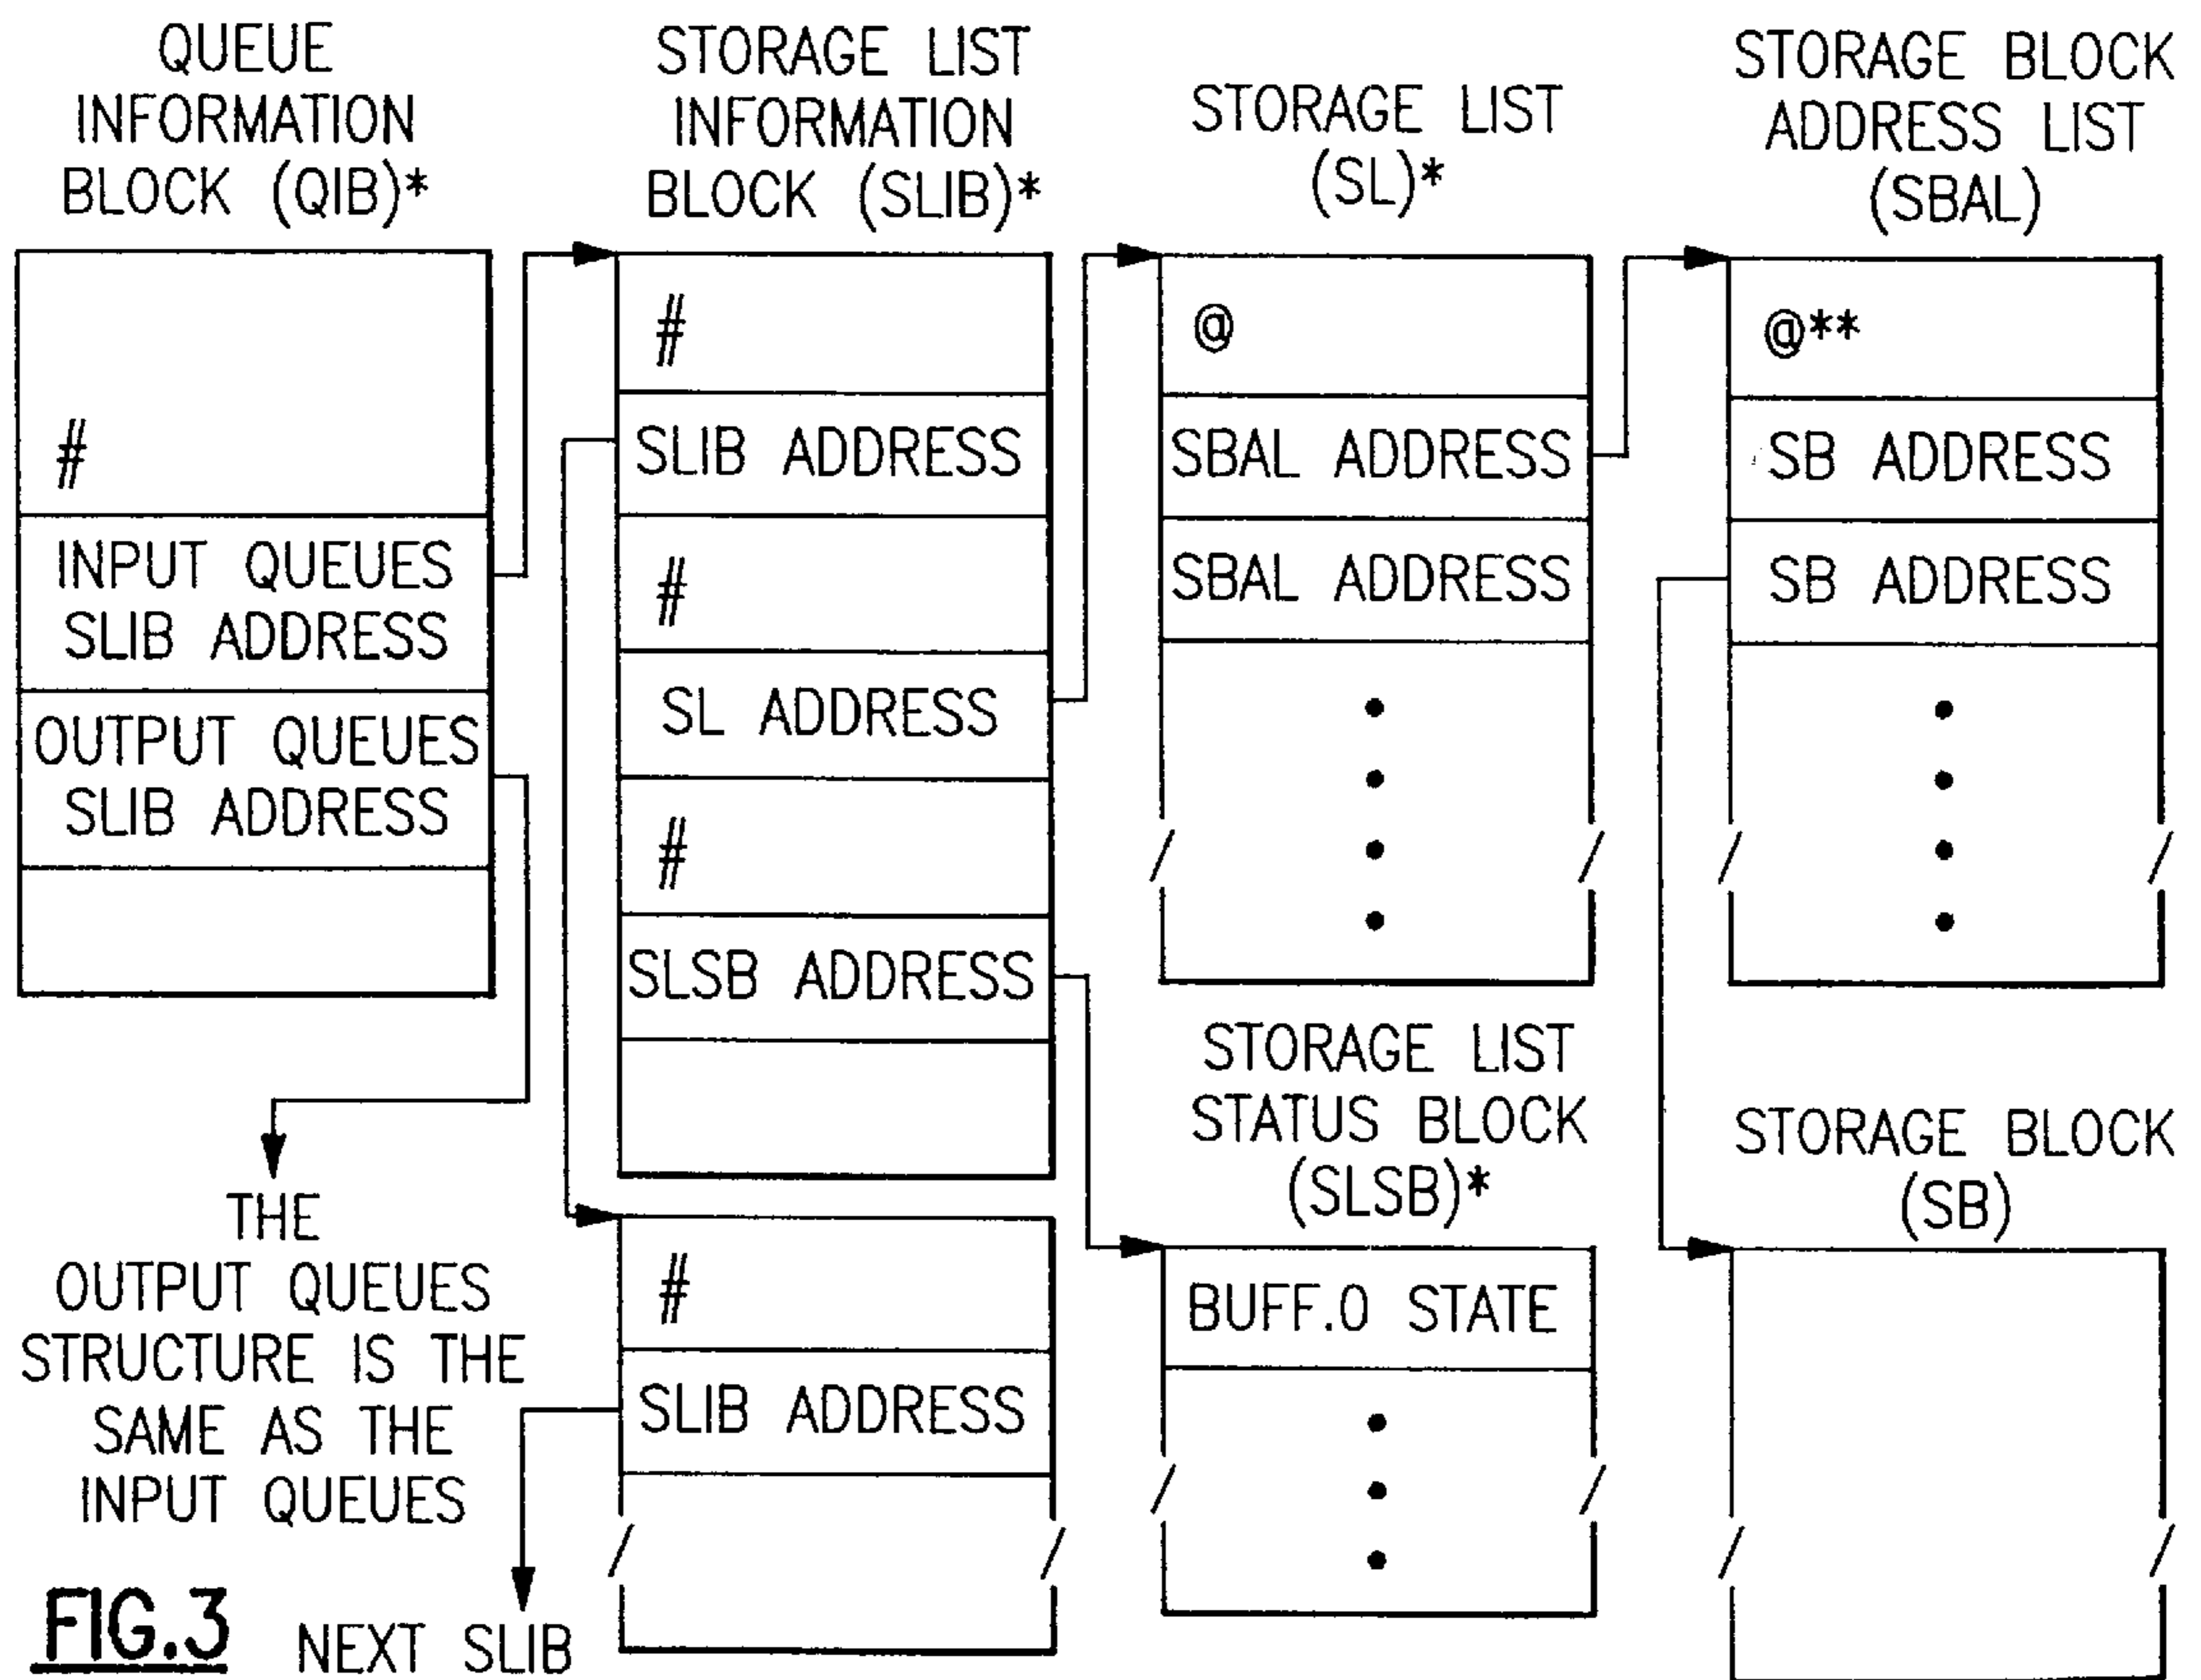 QUEUE
INFORMATION
BLOCK (QIB)*
#
INPUT QUEUES
SLIB ADDRESS
OUTPUT QUEUES
SLIB ADDRESS
THE
OUTPUT QUEUES
STRUCTURE IS THE
SAME AS THE
INPUT QUEUES
STORAGE LIST
INFORMATION
BLOCK (SLIB)*
#
SLIB ADDRESS
#
SL ADDRESS
#
SLSB ADDRESS
#
SLIB ADDRESS
NEXT SLIB
STORAGE LIST
(SL)*
@
SBAL ADDRESS
SBAL ADDRESS
STORAGE LIST
STATUS BLOCK
(SLSB)*
BUFF.0 STATE
STORAGE BLOCK
ADDRESS LIST
(SBAL)
@**
SB ADDRESS
SB ADDRESS
STORAGE BLOCK
(SB)
FIG.3